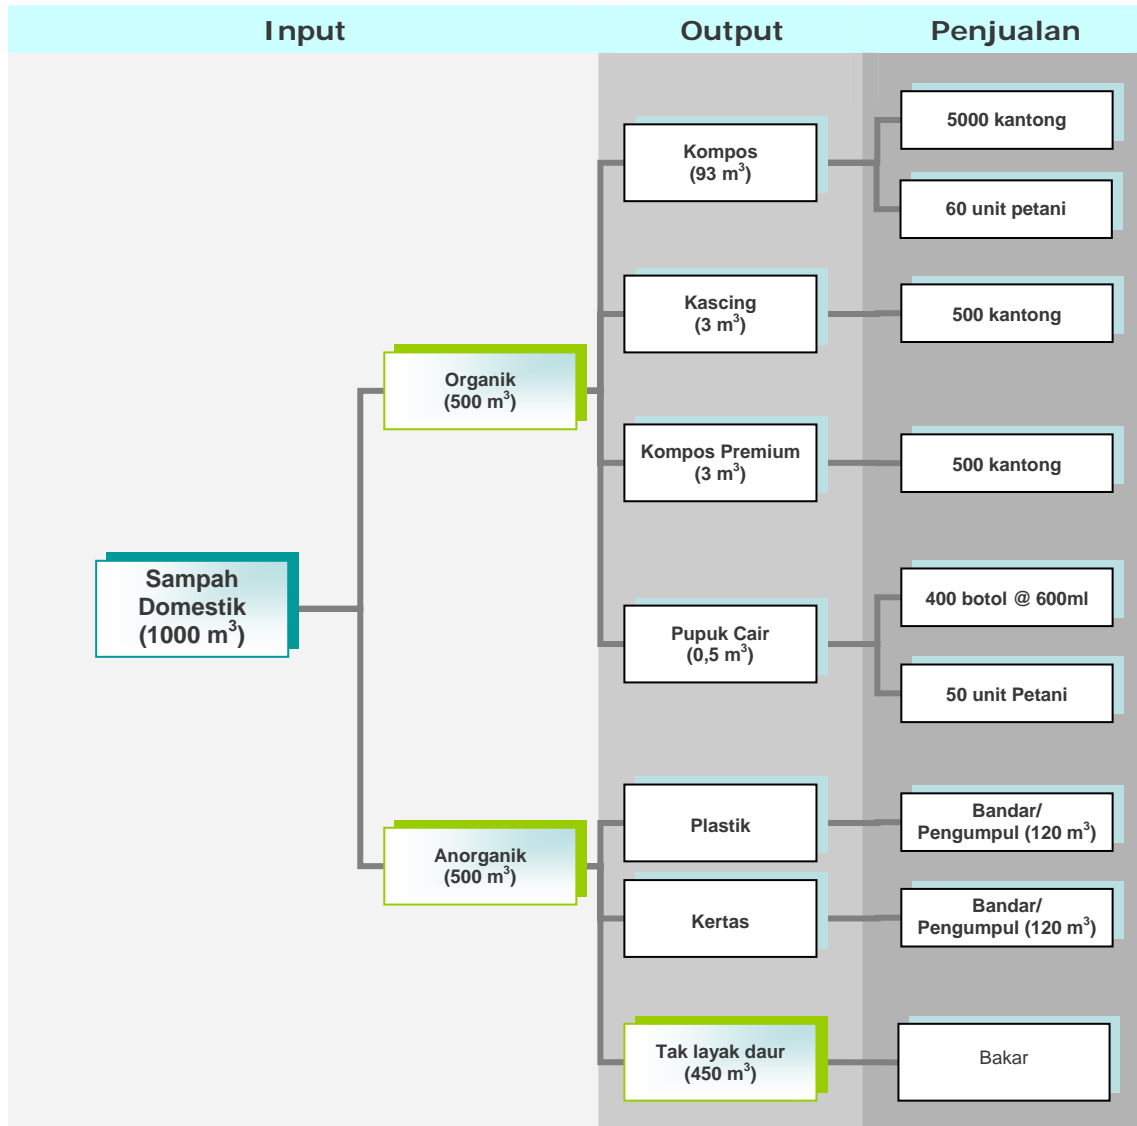 Input
Output
Penjualan
Sampah
Domestik
(1000 m³)
Organik
(500 m³)
Anorganik
(500 m³)
Kompos
(93 m³)
Kascing
(3 m³)
Kompos Premium
(3 m³)
Pupuk Cair
(0,5 m³)
Plastik
Kertas
Tak layak daur
(450 m³)
5000 kantong
60 unit petani
500 kantong
500 kantong
400 botol @ 600ml
50 unit Petani
Bandar/
Pengumpul (120 m³)
Bandar/
Pengumpul (120 m³)
Bakar